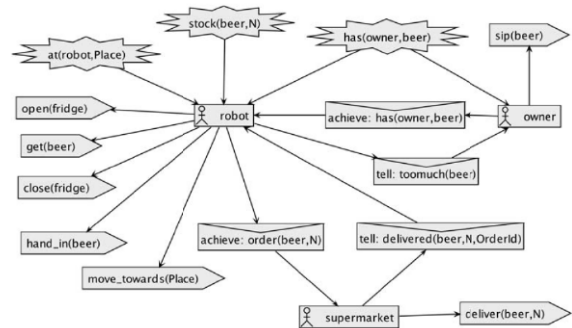 stock(beer,N)
has(owner,beer)
sip(beer)
at(robot,Place)
open(fridge)
robot
achieve: has(owner,beer)
owner
get(beer)
tell: toomuch(beer)
close(fridge)
hand_in(beer)
achieve: order(beer,N)
tell: delivered(beer,N,OrderId)
move_towards(Place)
supermarket
celiver(beer,N)